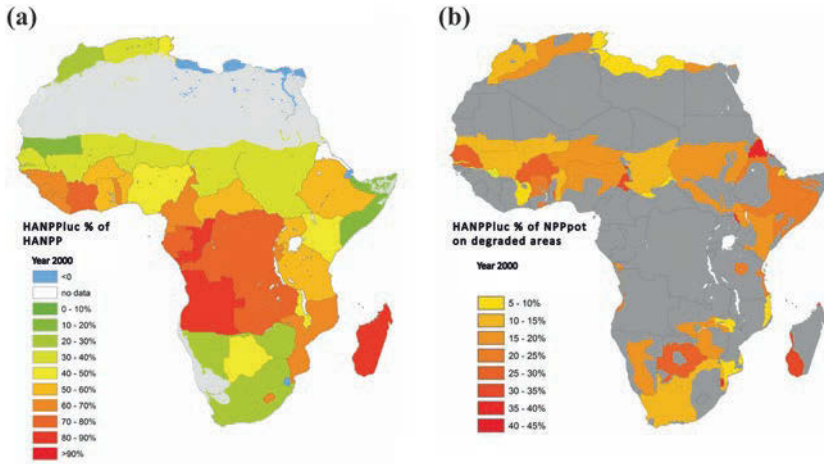 (a)
HANPPluc % of
HANPP
Year 2000
<0
no data
0 - 10%
10 - 20%
20 - 30%
30 - 40%
40 - 50%
50 - 60%
60 - 70%
70 - 80%
80 - 90%
>90%
(b)
HANPPluc % of NPPpot
on degraded areas
Year 2000
5 - 10%
10 - 15%
15 - 20%
20 - 25%
25 - 30%
30 - 35%
35 - 40%
40 - 45%